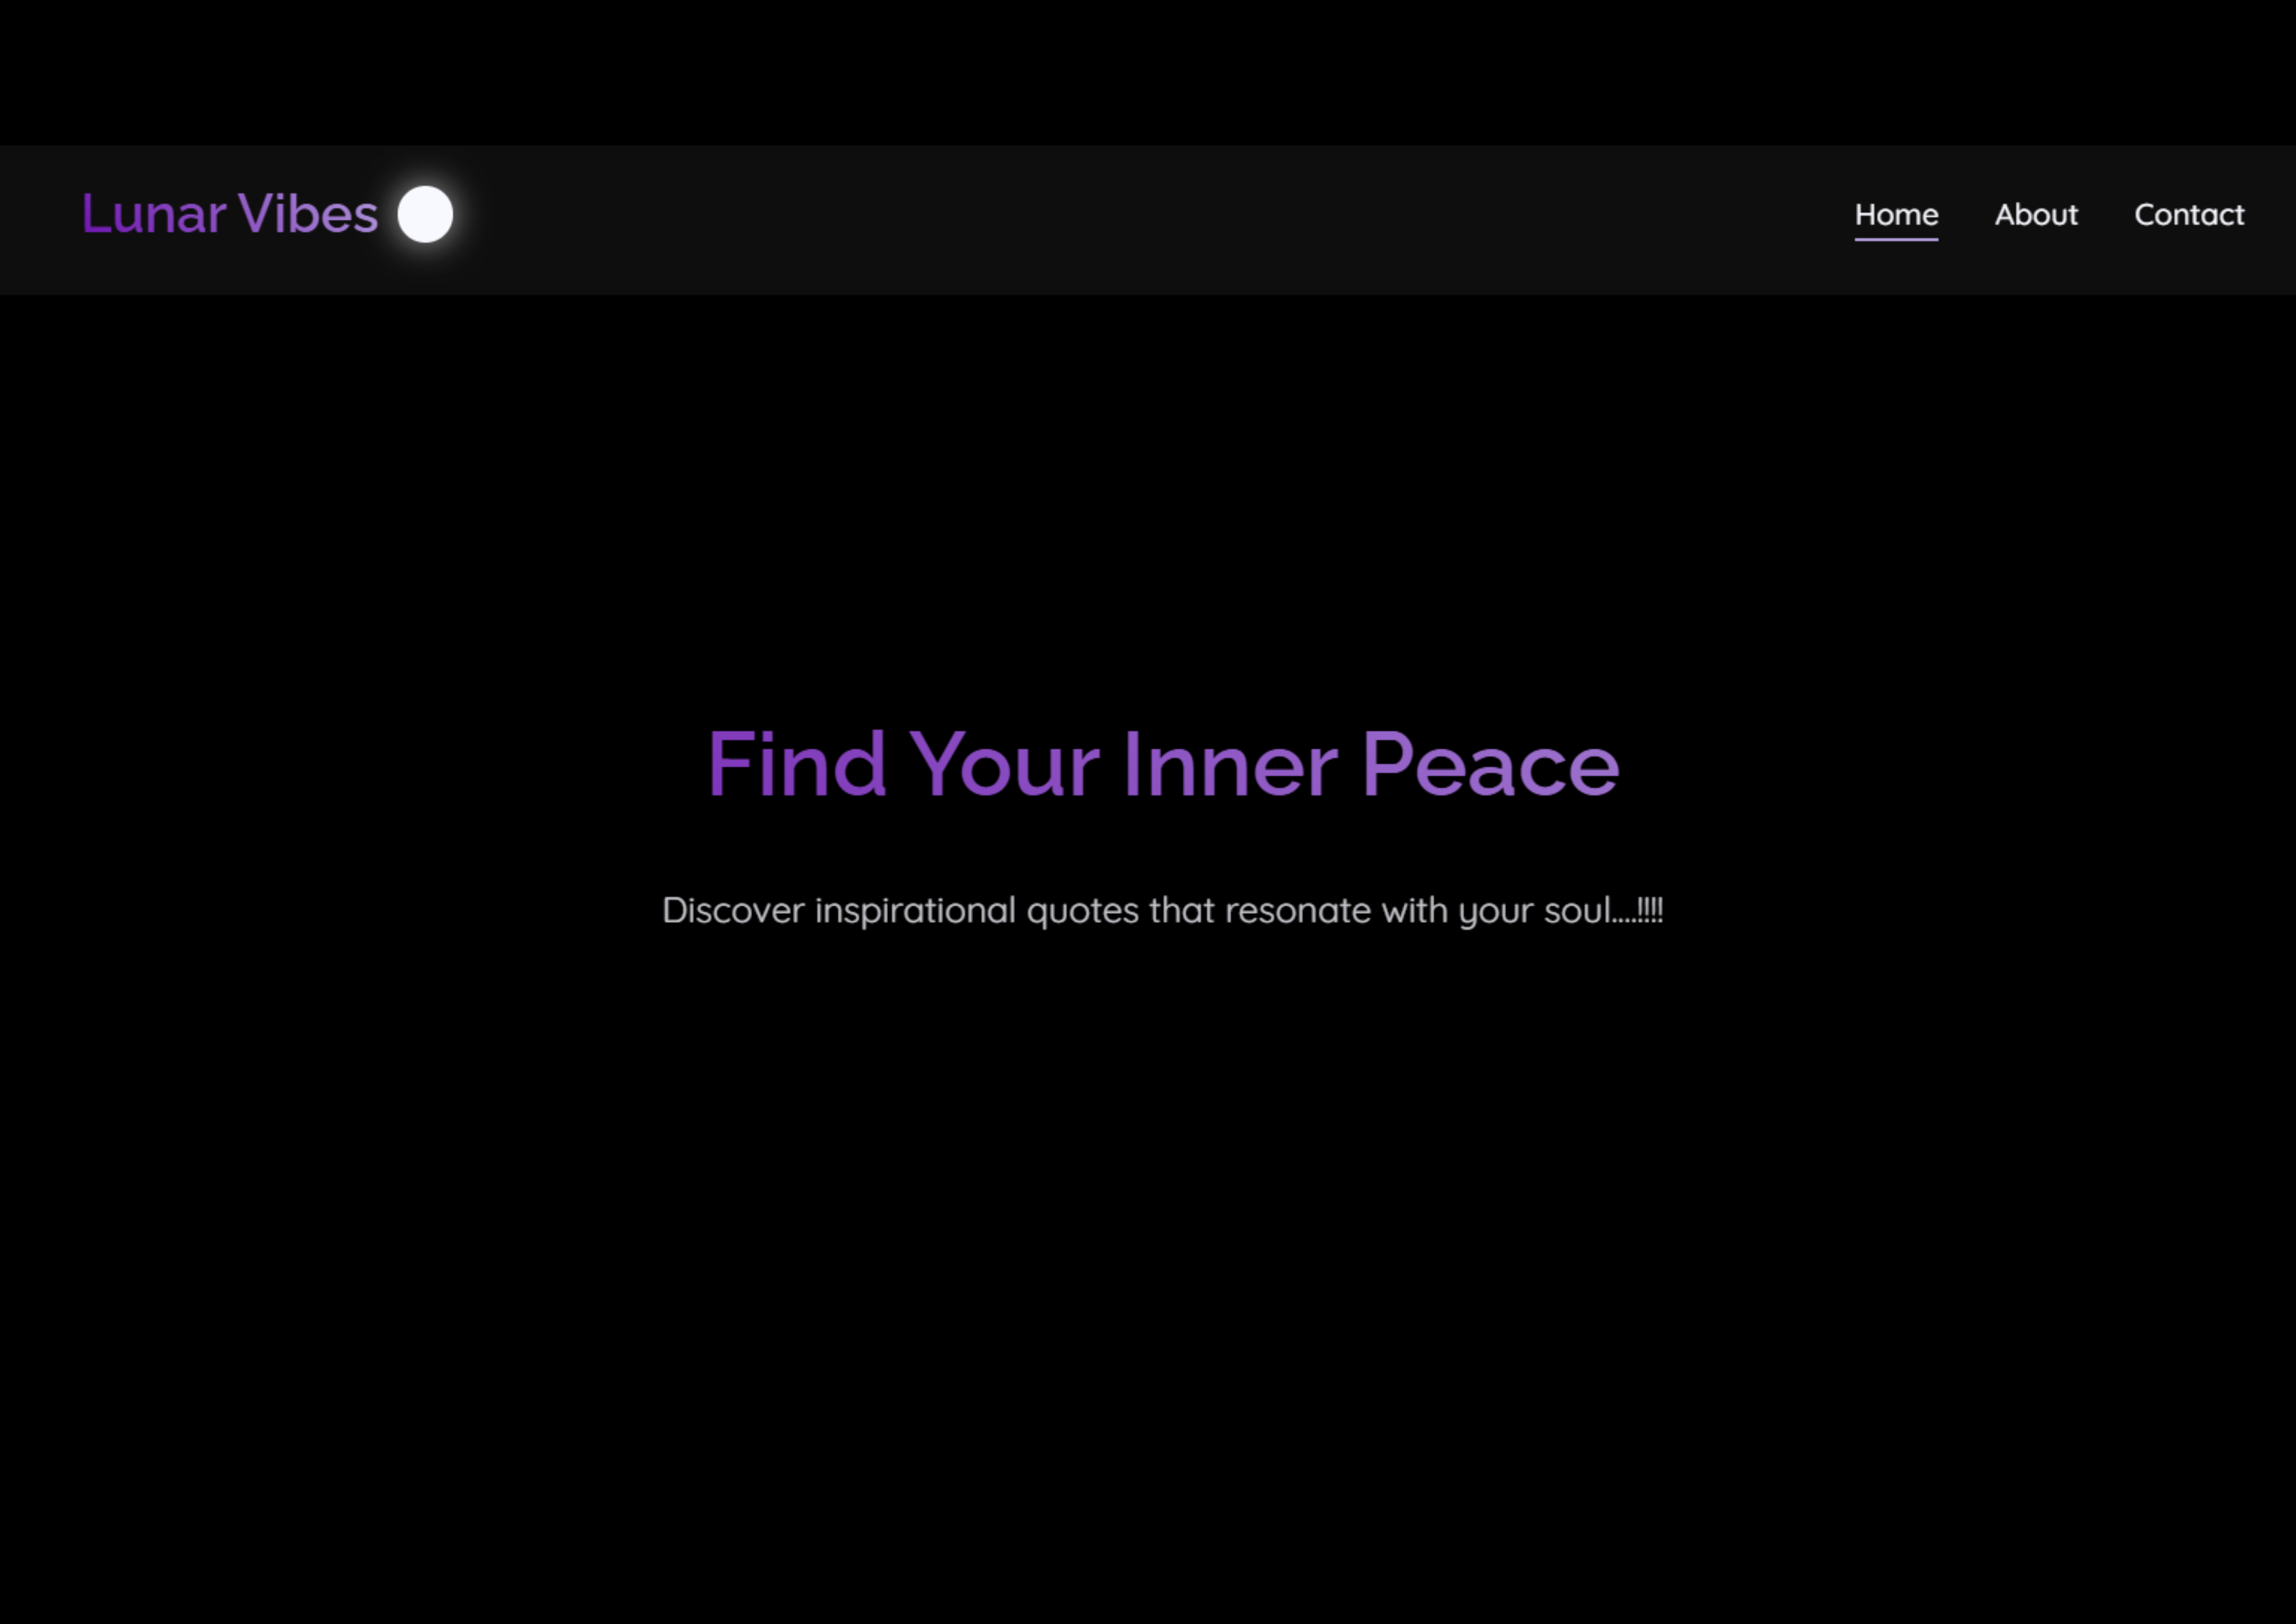 Lunar Vibes
Home About Contact
Find Your Inner Peace
Discover inspirational quotes that resonate with your soul....!!!!